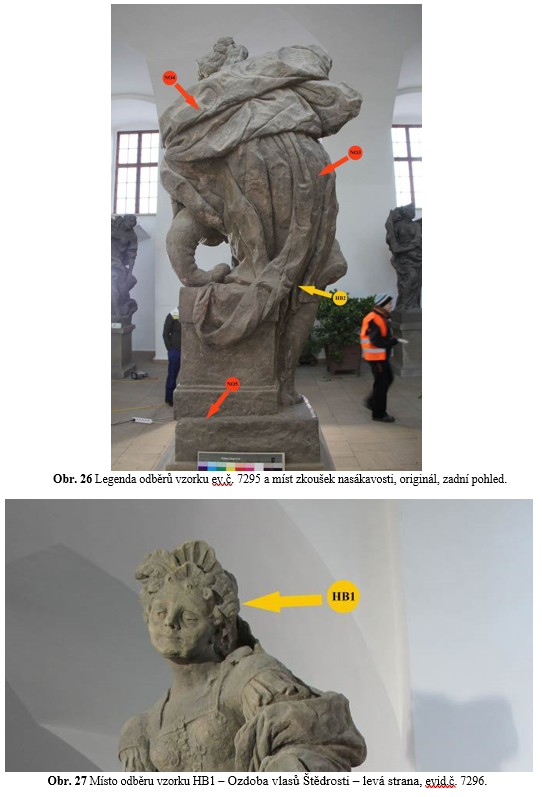 NO4
NO3
HB2
NO5
Obr. 26 Legenda odběrů vzorku ev.č. 7295 a míst zkoušek nasákavosti, originál, zadní pohled.
HB1
Obr. 27 Místo odběru vzorku HB1 – Ozdoba vlasů Štědrosti – levá strana, evid.č. 7296.